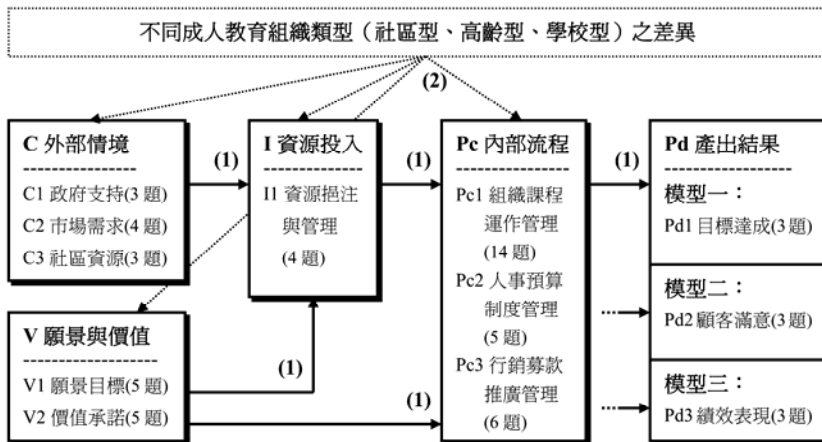 不同成人教育組織類型（社區型、高齡型、學校型）之差異
(2)
C 外部情境
C1 政府支持(3 題)
C2 市場需求(4 題)
C3 社區資源(3 題)
(1)
I 資源投入
I1 資源挹注
與管理
(4 題)
(1)
Pc 內部流程
Pc1 組織課程
運作管理
(14 題)
Pc2 人事預算
制度管理
(5 題)
Pc3 行銷募款
推廣管理
(6 題)
(1)
Pd 產出結果
模型一：
Pd1 目標達成(3 題)
模型二：
Pd2 顧客滿意(3 題)
模型三：
Pd3 績效表現(3 題)
V 願景與價值
V1 願景目標(5 題)
V2 價值承諾(5 題)
(1)
(1)